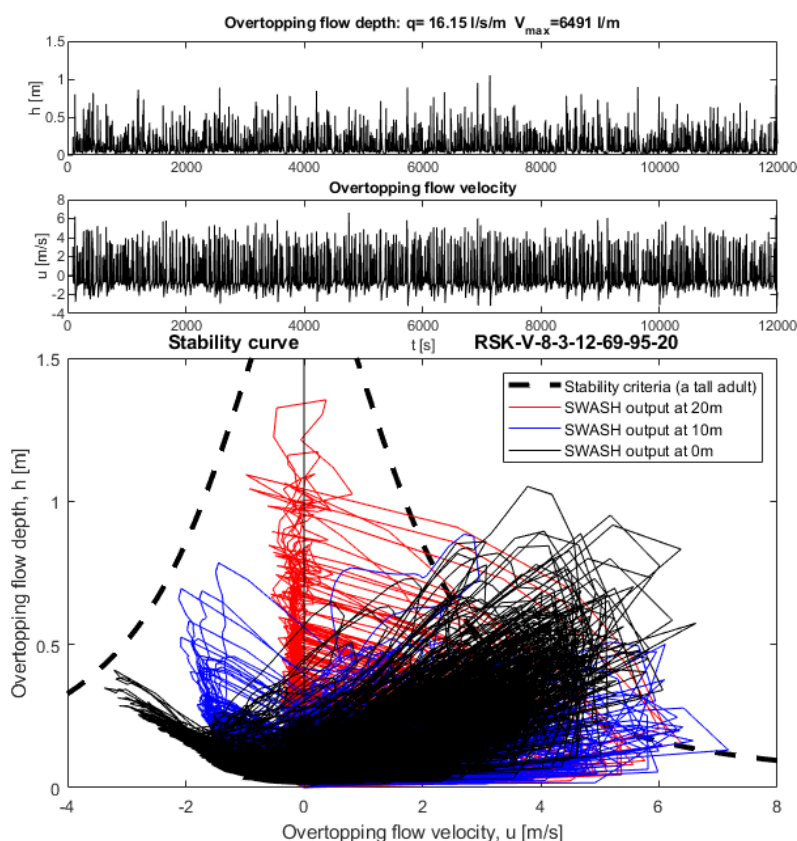 Overtopping flow depth: q= 16.15 l/s/m Vmax=6491 l/m
1.5
1
0.5
0
h [m]
0 2000 4000 6000 8000 10000 12000
Overtopping flow velocity
8
6
4
2
0
-2
-4
u [m/s]
0 2000 4000 6000 8000 10000 12000
t [s]
Stability curve RSK-V-8-3-12-69-95-20
1.5
1
0.5
0
Overtopping flow depth, h [m]
Stability criteria (a tall adult)
SWASH output at 20m
SWASH output at 10m
SWASH output at 0m
-4 -2 0 2 4 6 8
Overtopping flow velocity, u [m/s]